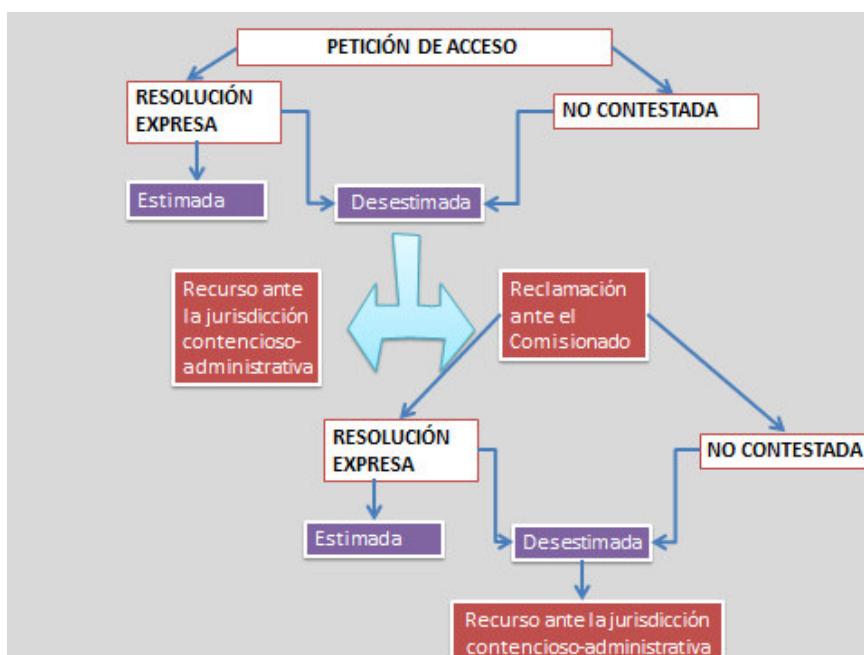 PETICIÓN DE ACCESO
RESOLUCIÓN
EXPRESA
NO CONTESTADA
Estimada
Desestimada
Recurso ante
la jurisdicción
contencioso-
administrativa
Reclamación
ante el
Comisionado
RESOLUCIÓN
EXPRESA
NO CONTESTADA
Estimada
Desestimada
Recurso ante la jurisdicción
contencioso-administrativa